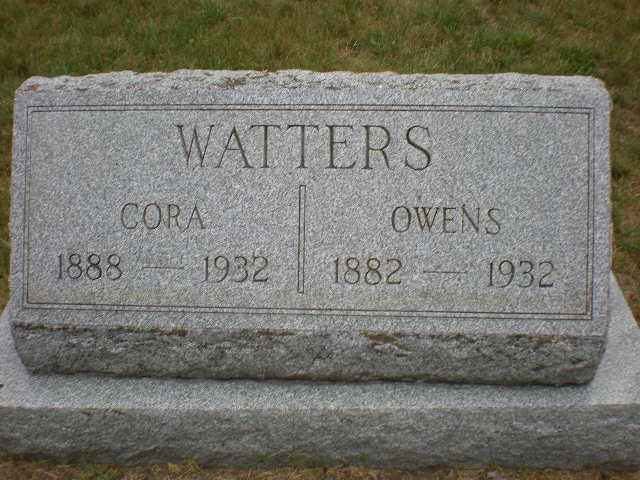 WATTERS
CORA
1888 — 1932
OWENS
1882 — 1932